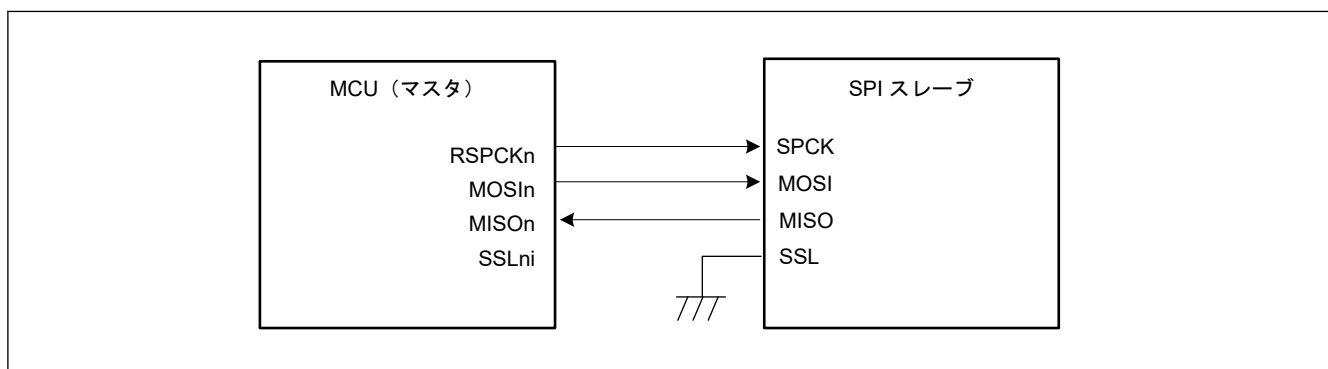 MCU（マスタ）
RSPCKn
MOSIn
MISOn
SSLni
SPI スレーブ
SPCK
MOSI
MISO
SSL